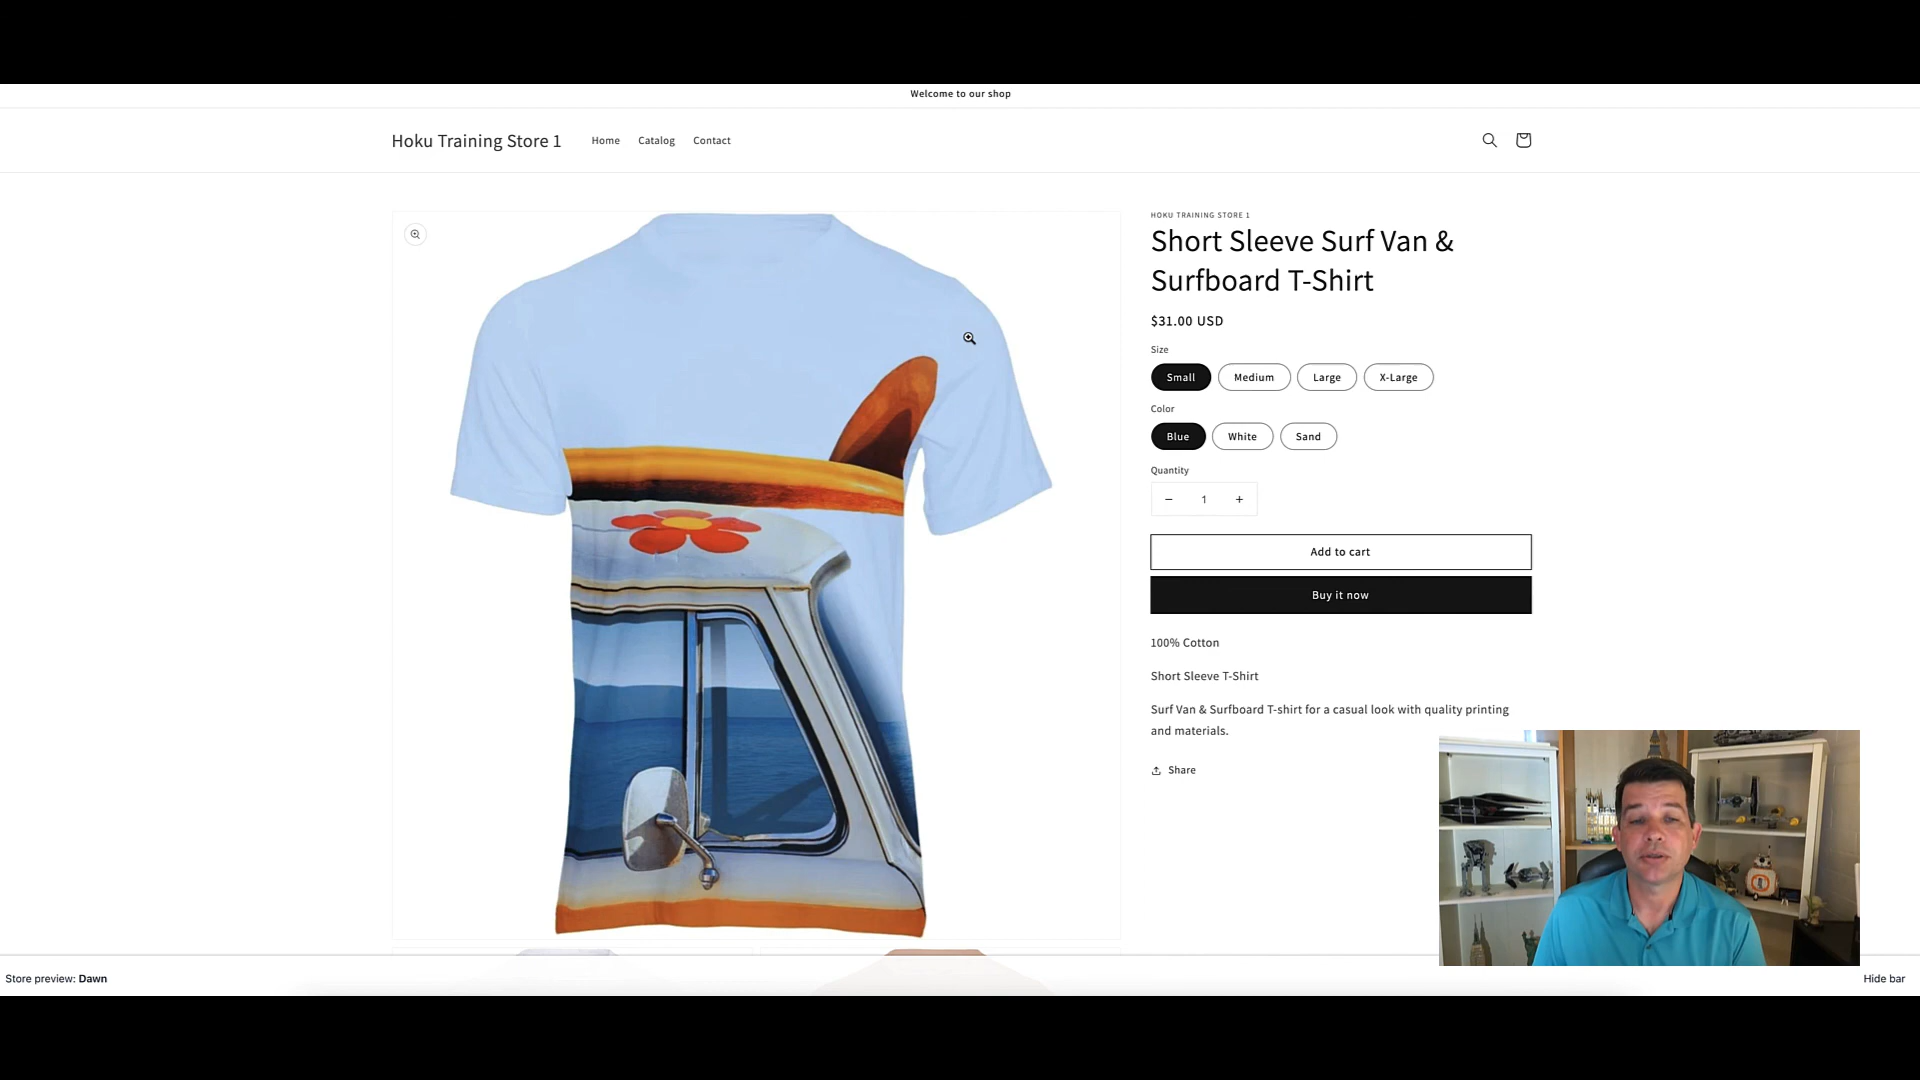 Welcome to our shop
Hoku Training Store 1
Home
Catalog
Contact
HOKU TRAINING STORE 1
Short Sleeve Surf Van &
Surfboard T-Shirt
$31.00 USD
Size
Small
Medium
Large
X-Large
Color
Blue
White
Sand
Quantity
1
Add to cart
Buy it now
100% Cotton
Short Sleeve T-Shirt
Surf Van & Surfboard T-shirt for a casual look with quality printing
and materials.
Share
Store preview: Dawn
Hide bar